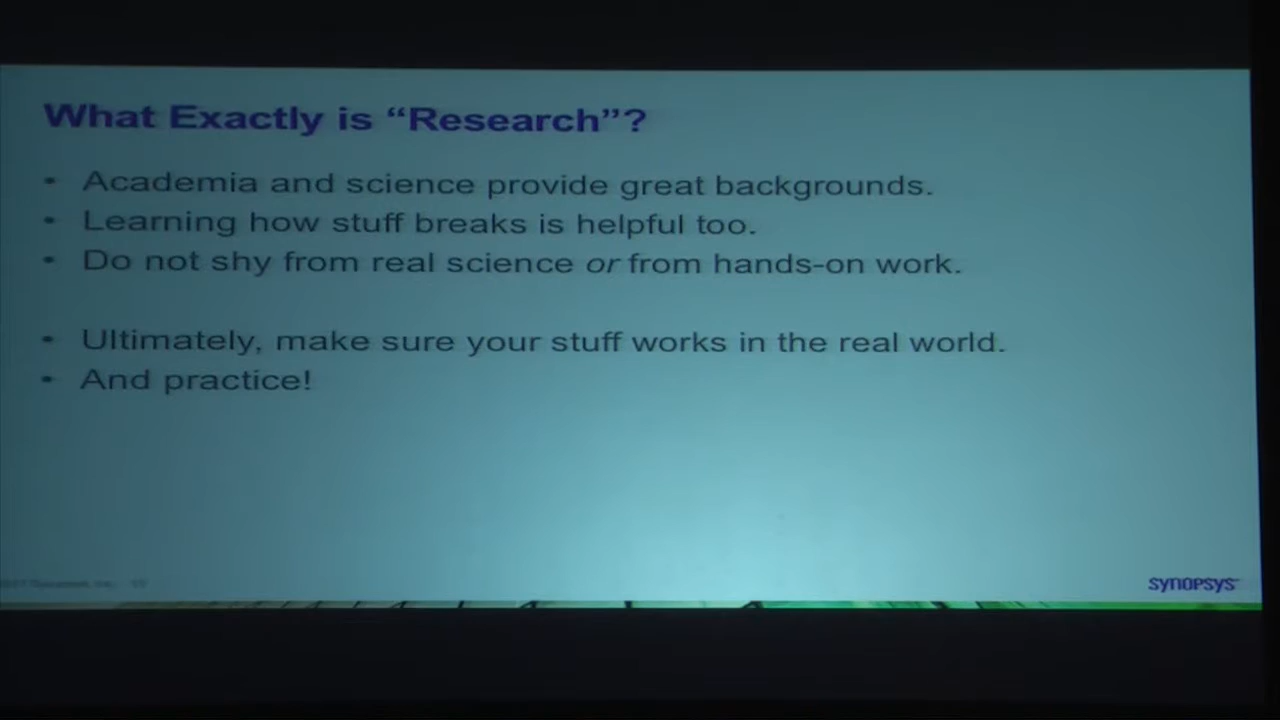 What Exactly is “Research”?
• Academia and science provide great backgrounds.
• Learning how stuff breaks is helpful too.
• Do not shy from real science or from hands-on work.
• Ultimately, make sure your stuff works in the real world.
• And practice!
SYNOPSYS